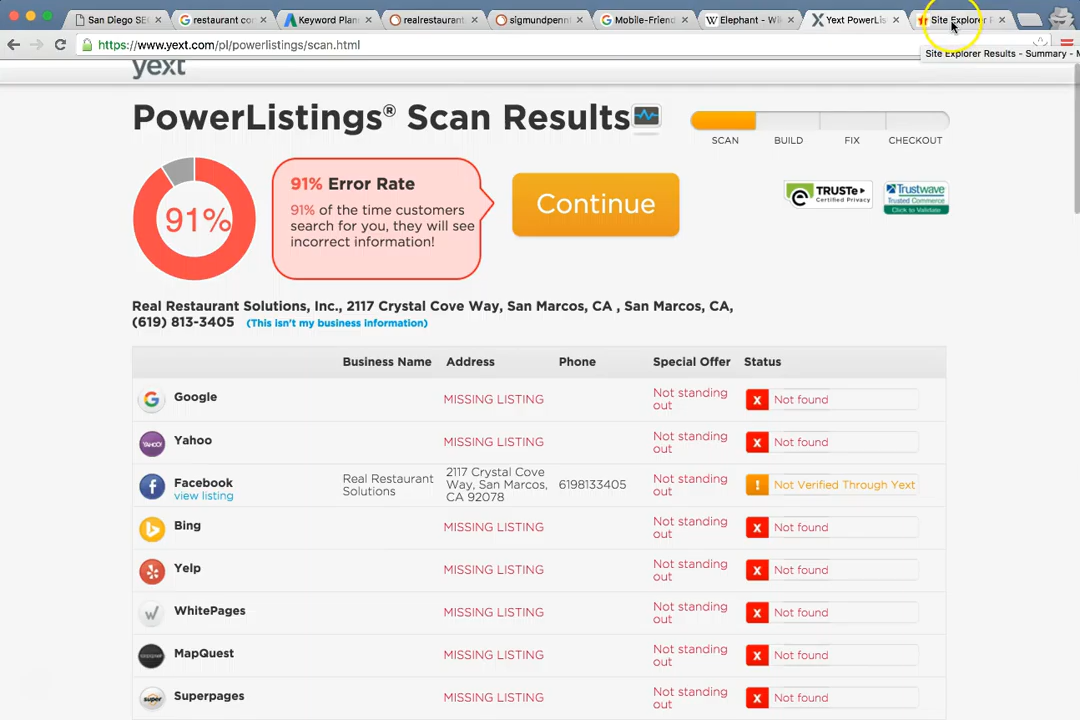 San Diego SE
restaurant co
Keyword Plan
realrestaurant
sigmundpenn
Mobile-Friend
Elephant - Wi
Yext PowerLis
Site Explorer
https://www.yext.com/pl/powerlistings/scan.html
Site Explorer Results - Summary - M
yext
PowerListings® Scan Results
SCAN BUILD FIX CHECKOUT
91%
91% Error Rate
91% of the time customers
search for you, they will see
incorrect information!
Continue
TRUSTe
Certified Privacy
Trustwave
Trusted Commerce
Click to Validate
Real Restaurant Solutions, Inc., 2117 Crystal Cove Way, San Marcos, CA , San Marcos, CA,
(619) 813-3405 (This isn't my business information)
Business Name Address Phone Special Offer Status
Google MISSING LISTING Not standing out X Not found
Yahoo MISSING LISTING Not standing out X Not found
Facebook
view listing
Real Restaurant
Solutions
2117 Crystal Cove
Way, San Marcos,
CA 92078
6198133405
Not standing
out
! Not Verified Through Yext
Bing MISSING LISTING Not standing out X Not found
Yelp MISSING LISTING Not standing out X Not found
WhitePages MISSING LISTING Not standing out X Not found
MapQuest MISSING LISTING Not standing out X Not found
Superpages MISSING LISTING Not standing out X Not found